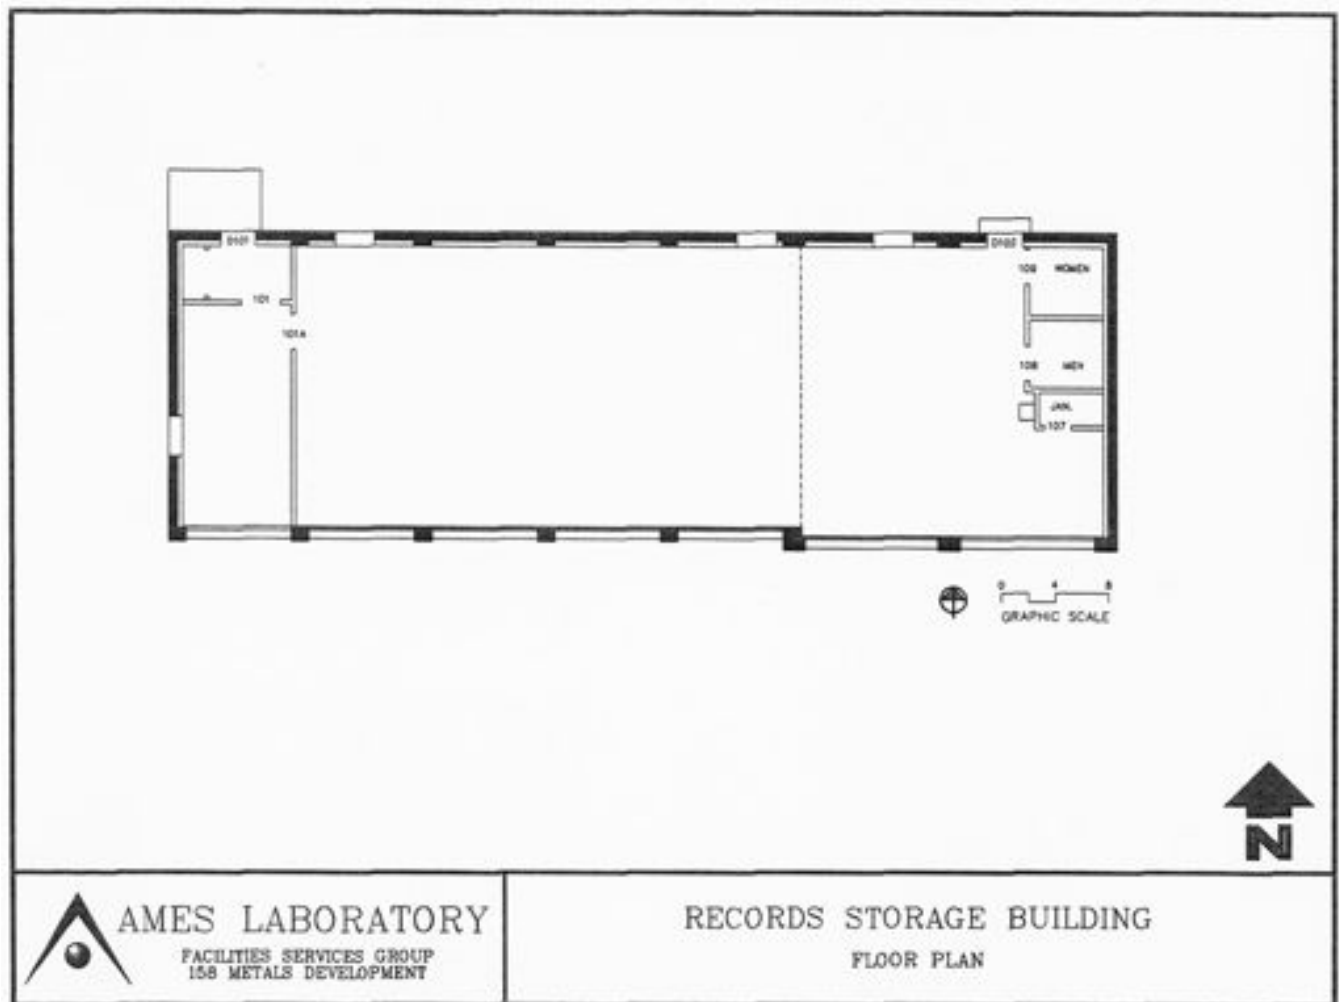 D101
D102
109 WOMEN
101
101A
108 MEN
JAN.
107
0 4 8
GRAPHIC SCALE
N
AMES LABORATORY
FACILITIES SERVICES GROUP
158 METALS DEVELOPMENT
RECORDS STORAGE BUILDING
FLOOR PLAN